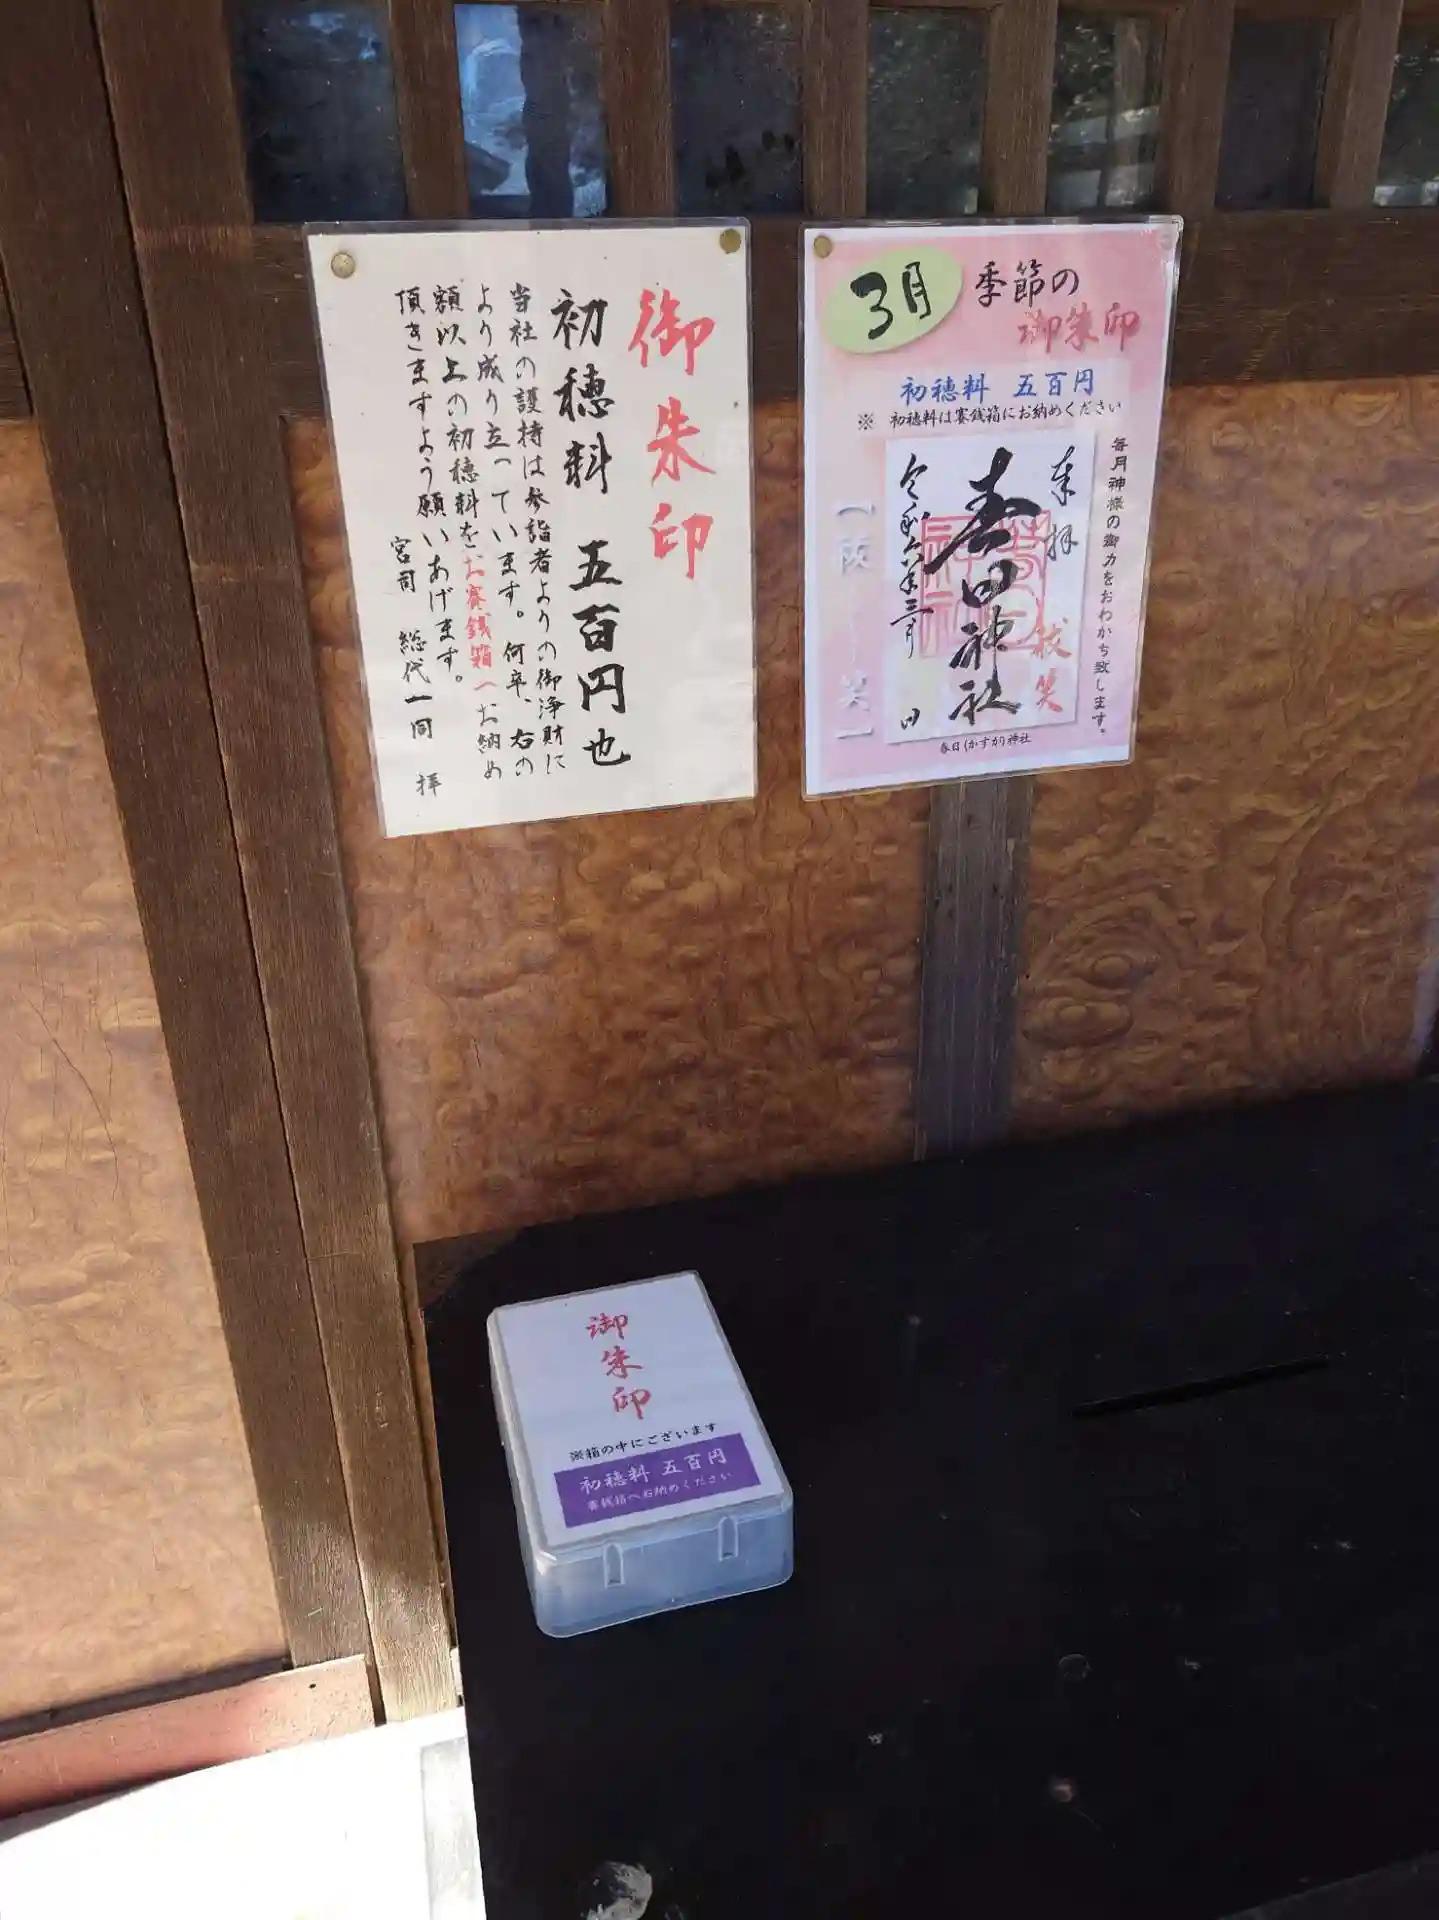 御朱印
初穂料 五百円也
当社の護持は参詣者よりの御浄財に
より成り立っています。何卒、右の
額以上の初穂料をお賽銭箱へお納め
頂きますよう願いあげます。
宮司 総代一同 拝
3月
季節の
御朱印
初穂料 五百円
※ 初穂料は賽銭箱にお納めください
毎月神様の御力をおわかち致します。
奉拝
春日神社
令和六年三月 日
春日(かすが)神社
御朱印
※箱の中にございます
初穂料 五百円
賽銭箱へお納めください